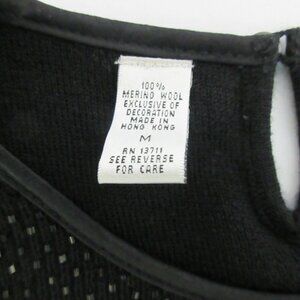 100%
MERINO WOOL
EXCLUSIVE OF
DECORATION
MADE IN
HONG KONG
M
RN 13711
SEE REVERSE
FOR CARE